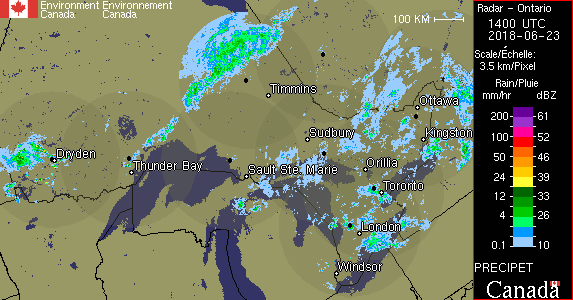 Environment Environnement
Canada Canada
100 KM
Timmins
Ottawa
Sudbury
Kingston
Dryden
Thunder Bay
Sault Ste. Marie
Orillia
Toronto
London
Windsor
Radar - Ontario
1400 UTC
2018-06-23
Scale/Échelle:
3.5 km/Pixel
Rain/Pluie
mm/hr dBZ
200 61
100 52
50 46
24 39
12 33
4 26
0.1 10
PRECIPET
Canada